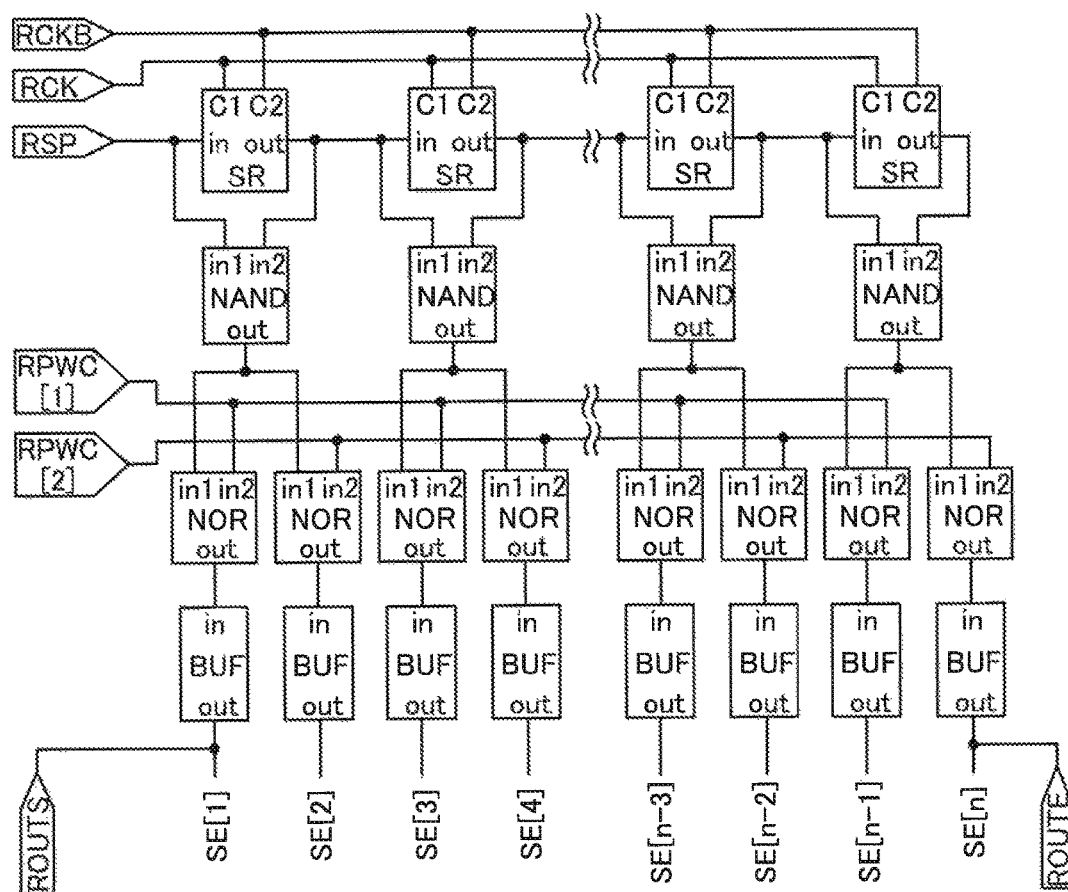 RCKB
RCK
C1 C2 C1 C2 C1 C2 C1 C2
RSP
in out in out in out in out
SR SR SR SR
in1 in2 in1 in2 in1 in2 in1 in2
NAND NAND NAND NAND
out out out out
RPWC
[1]
RPWC
[2]
in1 in2 in1 in2 in1 in2 in1 in2 in1 in2 in1 in2 in1 in2 in1 in2
NOR NOR NOR NOR NOR NOR NOR NOR
out out out out out out out out
in in in in in in in in
BUF BUF BUF BUF BUF BUF BUF BUF
out out out out out out out out
ROUTS
SE[1]
SE[2]
SE[3]
SE[4]
SE[n-3]
SE[n-2]
SE[n-1]
SE[n]
ROUTE